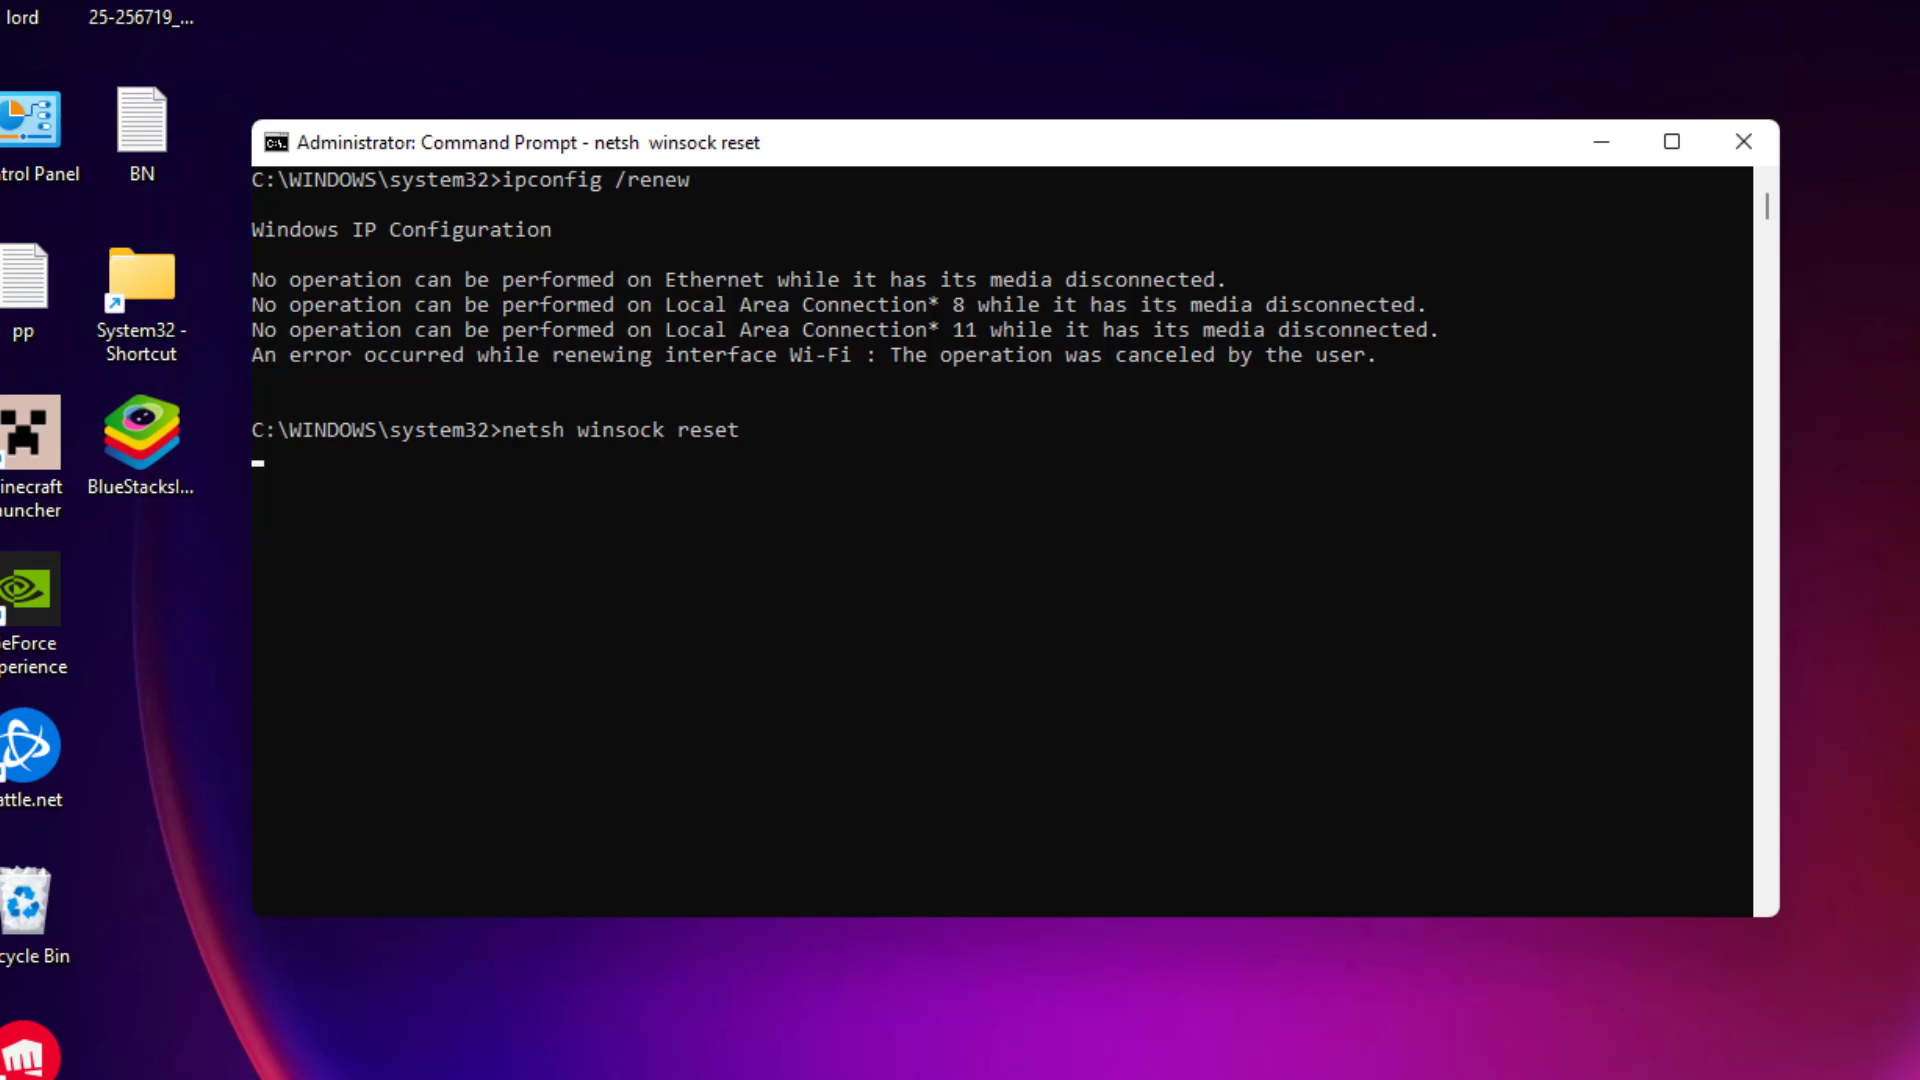 lord
25-256719_...
trol Panel
BN
pp
System32 -
Shortcut
inecraft
uncher
BlueStacksI...
eForce
perience
attle.net
cycle Bin
Administrator: Command Prompt - netsh  winsock reset
C:\WINDOWS\system32>ipconfig /renew
Windows IP Configuration
No operation can be performed on Ethernet while it has its media disconnected.
No operation can be performed on Local Area Connection* 8 while it has its media disconnected.
No operation can be performed on Local Area Connection* 11 while it has its media disconnected.
An error occurred while renewing interface Wi-Fi : The operation was canceled by the user.
C:\WINDOWS\system32>netsh winsock reset